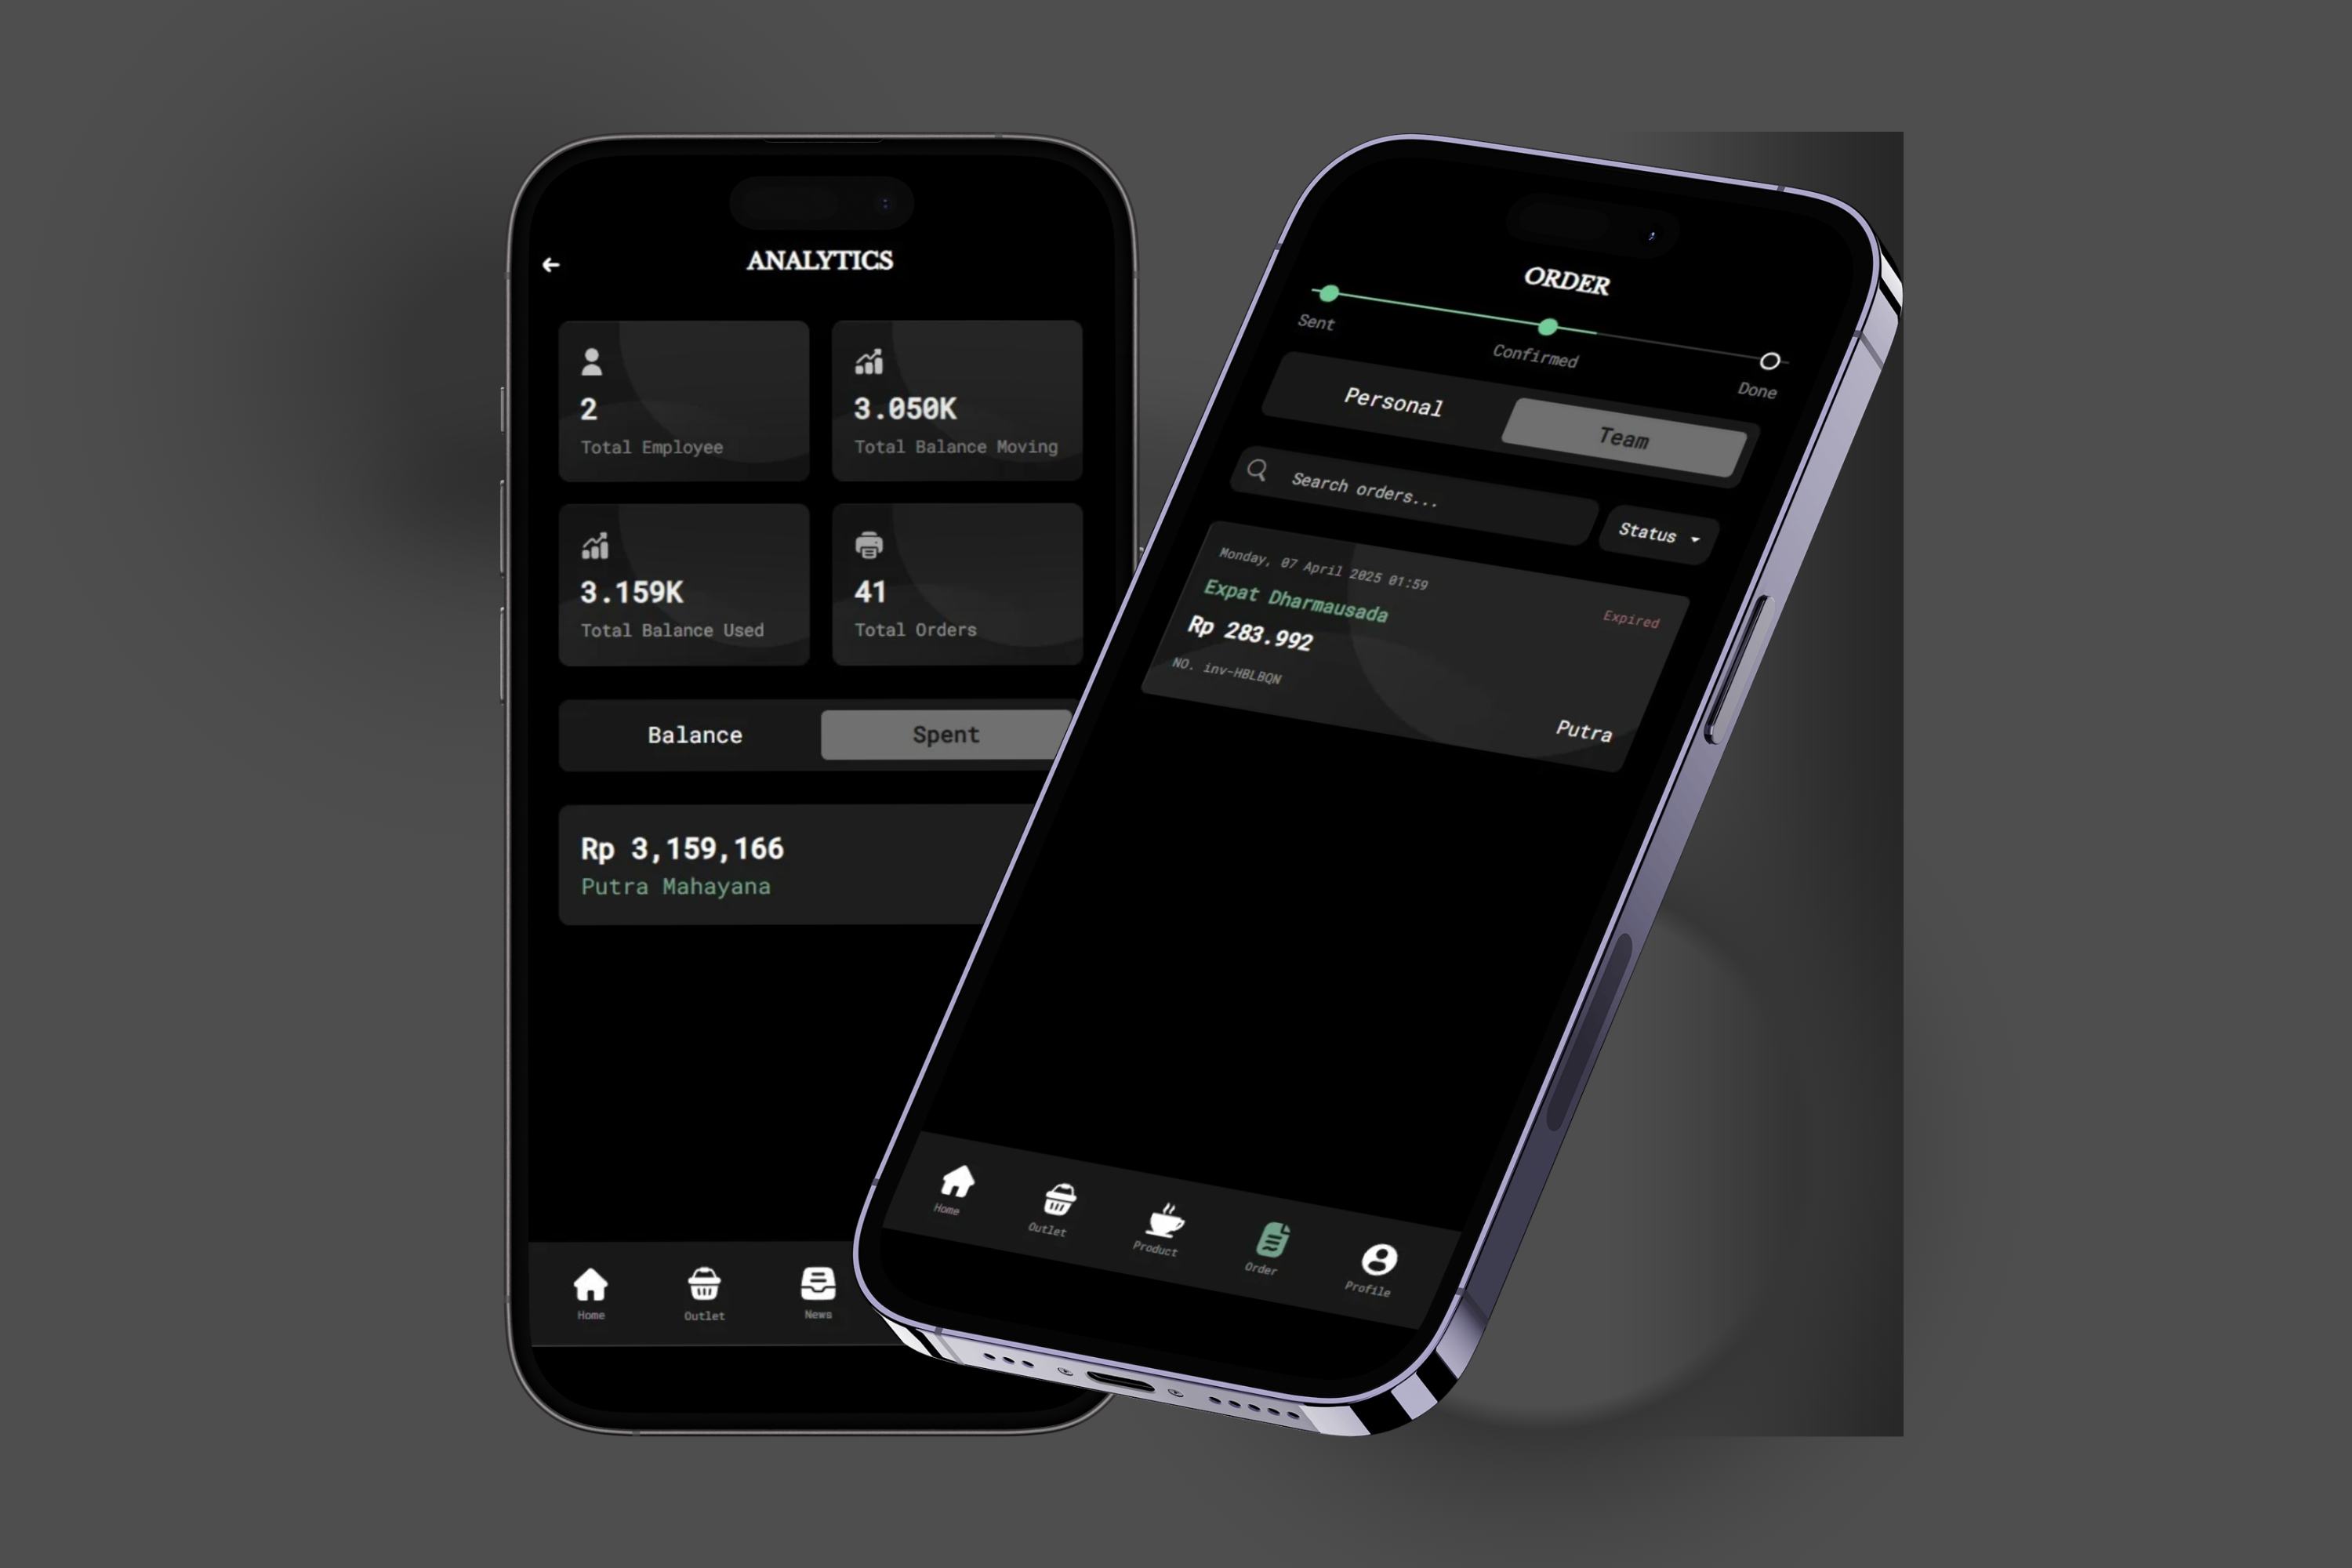 ANALYTICS
2
Total Employee
3.050K
Total Balance Moving
3.159K
Total Balance Used
41
Total Orders
Balance
Spent
Rp 3,159,166
Putra Mahayana
Home
Outlet
News
ORDER
Sent
Confirmed
Done
Personal
Team
Search orders...
Status
Monday, 07 April 2025 01:59
Expat Dharmausada
Expired
Rp 283.992
NO. inv-HBLBQN
Putra
Home
Outlet
Product
Order
Profile